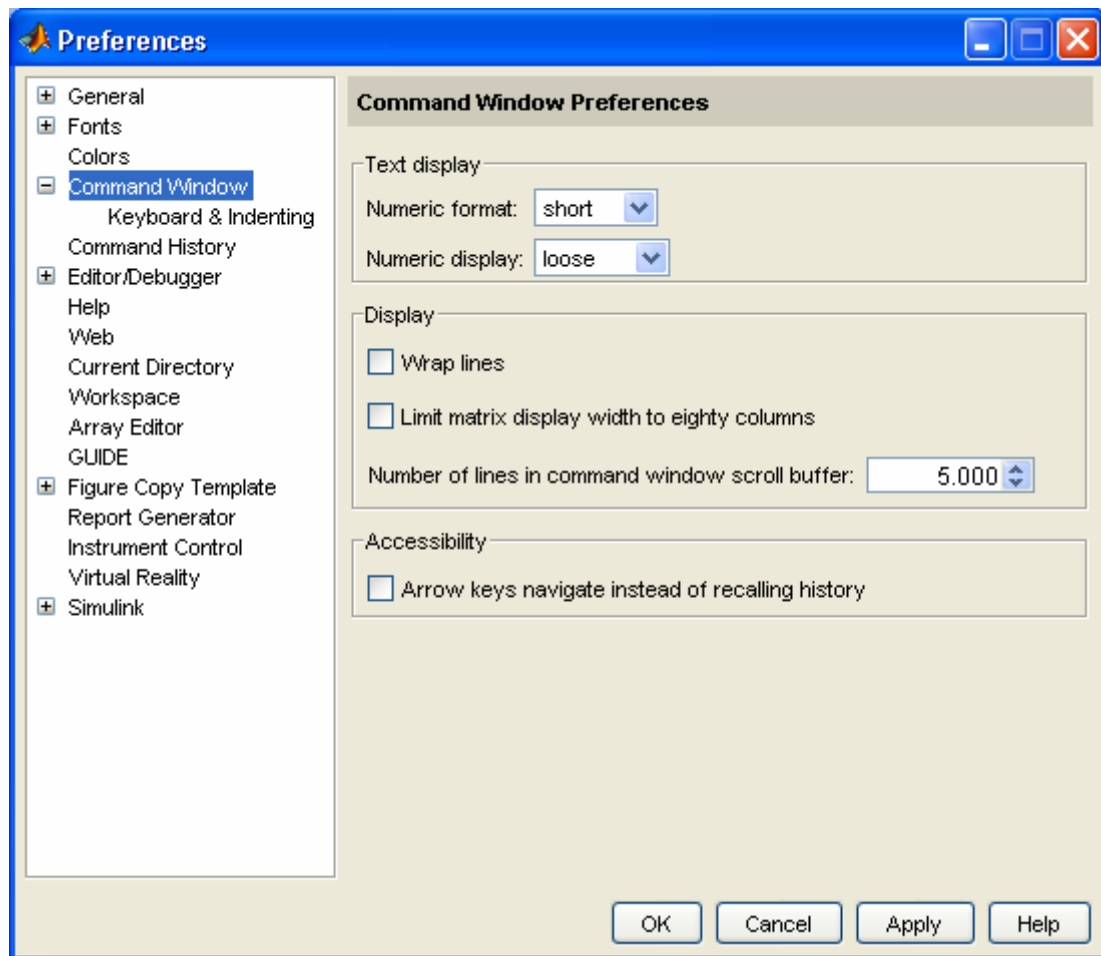 Preferences
General
Fonts
Colors
Command Window
Keyboard & Indenting
Command History
Editor/Debugger
Help
Web
Current Directory
Workspace
Array Editor
GUIDE
Figure Copy Template
Report Generator
Instrument Control
Virtual Reality
Simulink
Command Window Preferences
Text display
Numeric format: short
Numeric display: loose
Display
Wrap lines
Limit matrix display width to eighty columns
Number of lines in command window scroll buffer: 5.000
Accessibility
Arrow keys navigate instead of recalling history
OK Cancel Apply Help